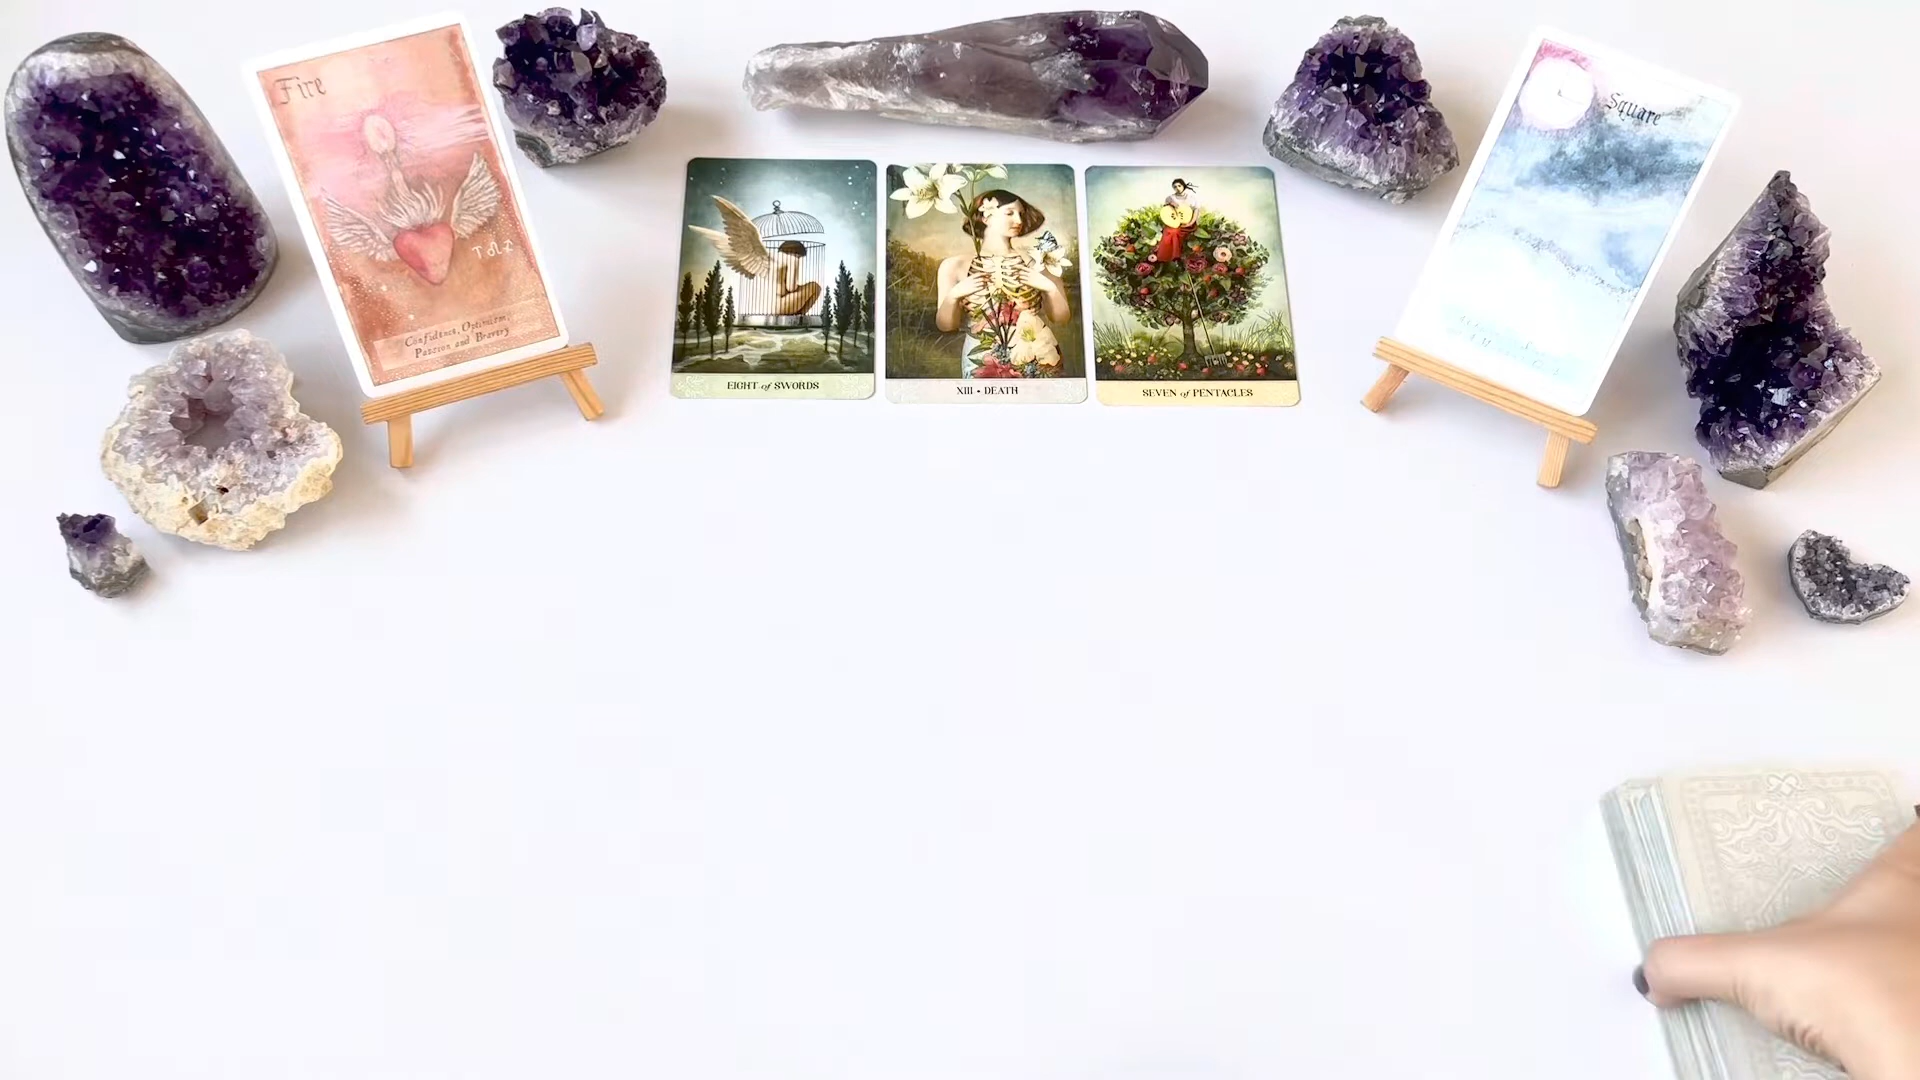 Fire
Confidence, Optimism,
Passion and Bravery
Square
EIGHT of SWORDS
XIII • DEATH
SEVEN of PENTACLES